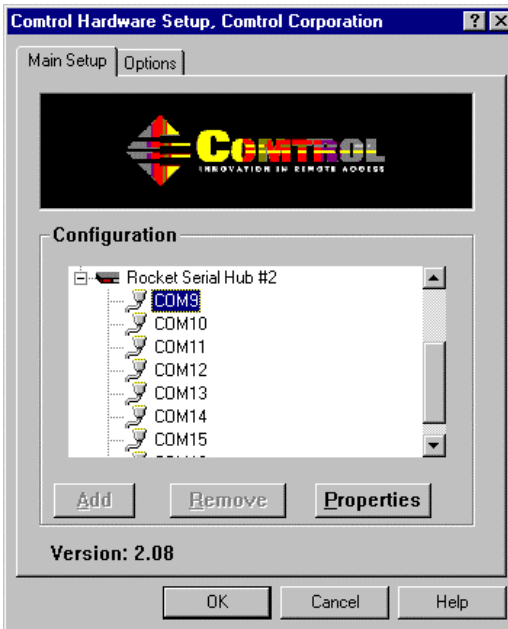 Comtrol Hardware Setup, Comtrol Corporation
Main Setup
Options
COMTROL
INNOVATION IN REMOTE ACCESS
Configuration
Rocket Serial Hub #2
COM9
COM10
COM11
COM12
COM13
COM14
COM15
Add
Remove
Properties
Version: 2.08
OK
Cancel
Help